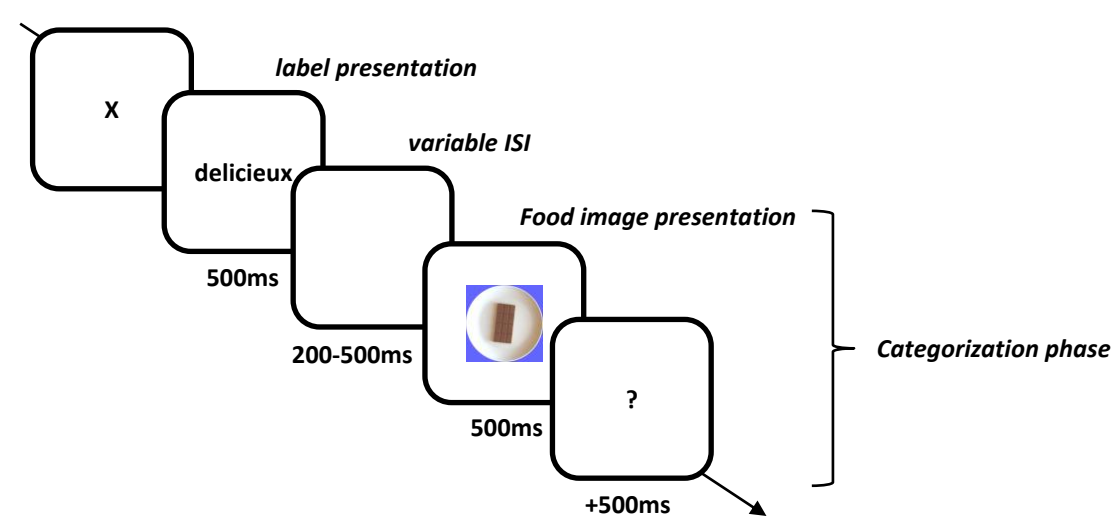 X
label presentation
delicieux
500ms
variable ISI
200-500ms
Food image presentation
500ms
?
+500ms
Categorization phase